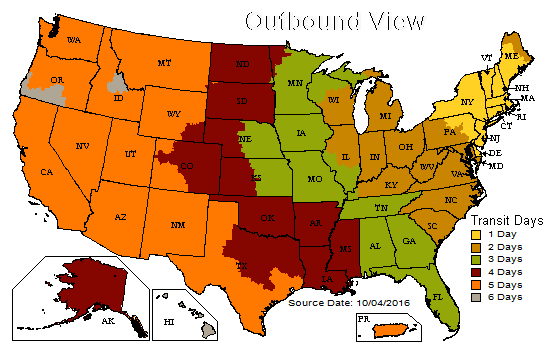 Outbound View
WA
MT
ND
MN
ME
VT
OR
ID
SD
WI
MI
NY
NH
MA
RI
CT
WY
NE
IA
PA
NJ
DE
MD
NV
UT
CO
KS
MO
IL
IN
OH
WV
VA
KY
CA
AZ
NM
OK
AR
TN
NC
SC
TX
LA
MS
AL
GA
FL
AK
HI
PR
Transit Days
1 Day
2 Days
3 Days
4 Days
5 Days
6 Days
Source Date: 10/04/2016